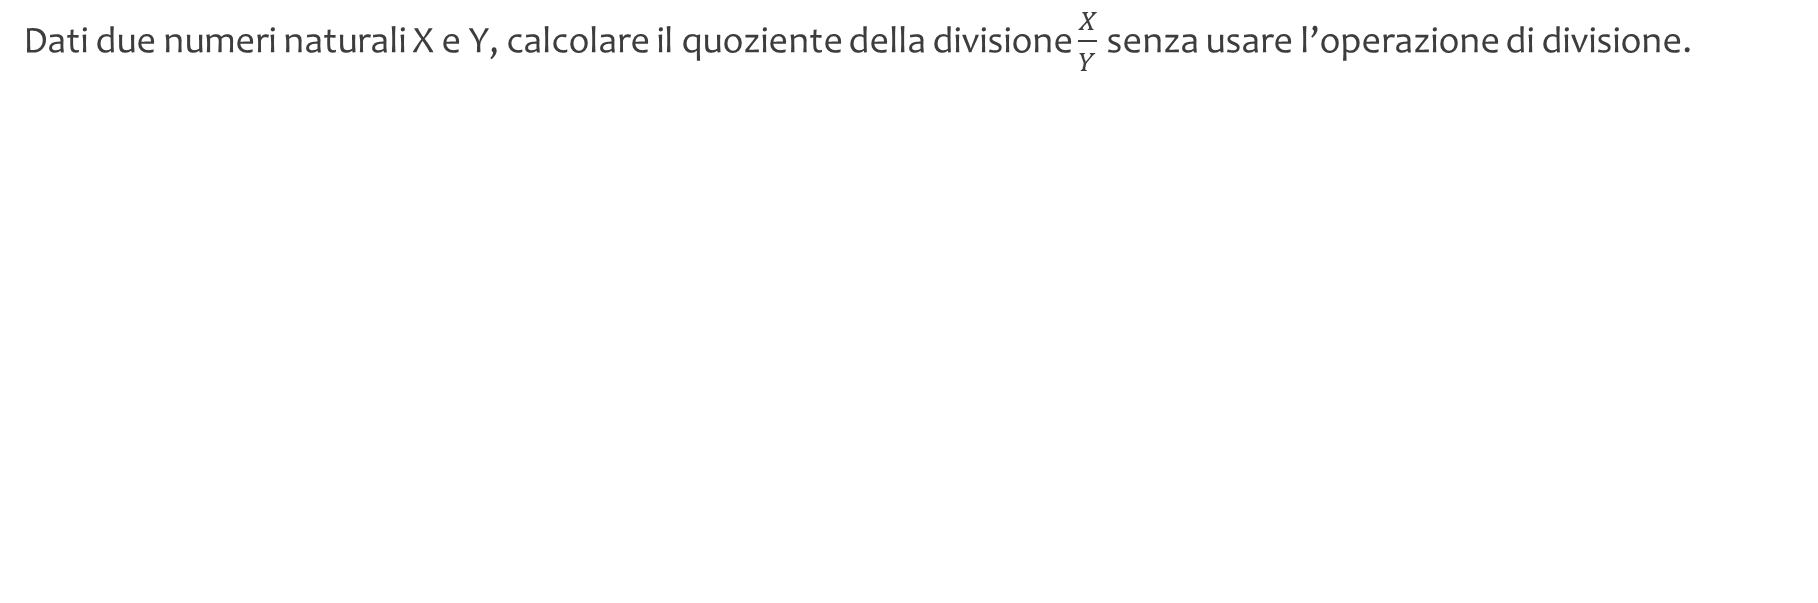 Dati due numeri naturali X e Y, calcolare il quoziente della divisione X/Y senza usare l’operazione di divisione.